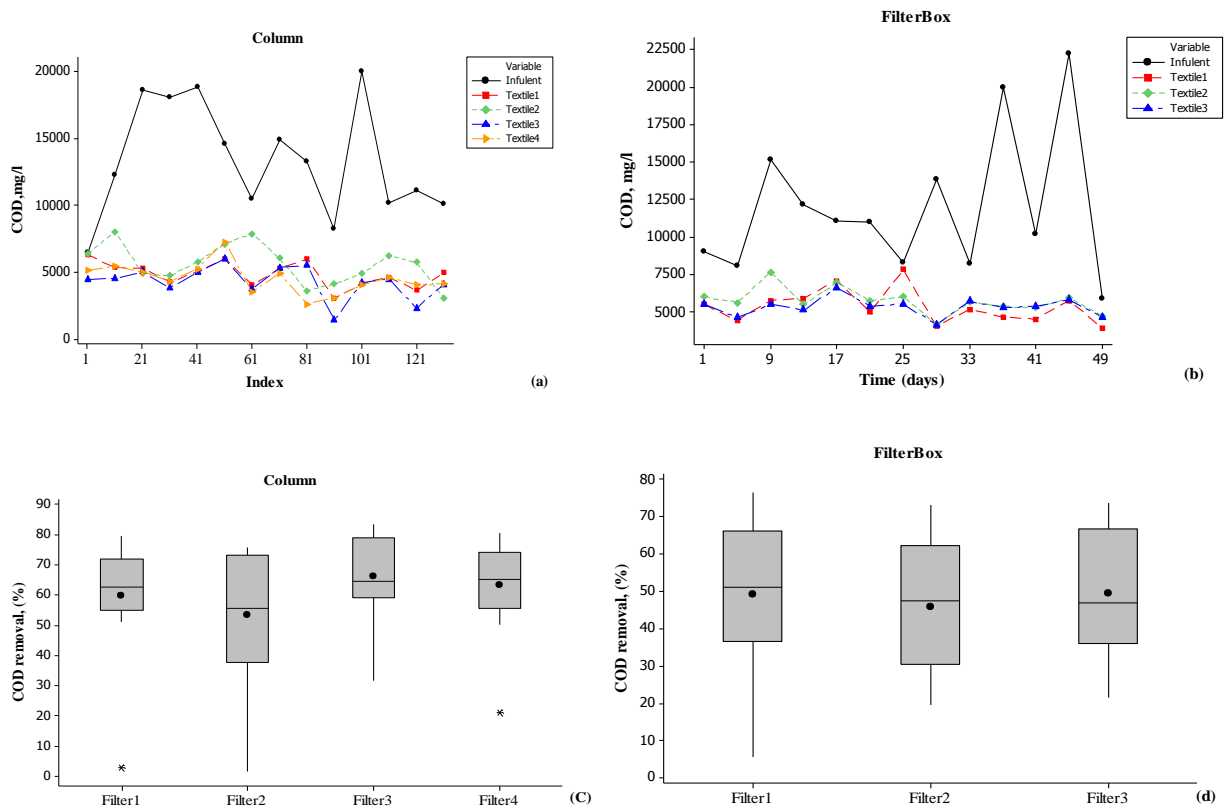 Column
COD,mg/l
20000
15000
10000
5000
0
1 21 41 61 81 101 121
Index
(a)
Variable
Infulent
Textile1
Textile2
Textile3
Textile4
FilterBox
COD, mg/l
22500
20000
17500
15000
12500
10000
7500
5000
1 9 17 25 33 41 49
Time (days)
(b)
Variable
Infulent
Textile1
Textile2
Textile3
Column
COD removal, (%)
90
80
70
60
50
40
30
20
10
0
Filter1 Filter2 Filter3 Filter4
(C)
FilterBox
COD removal, (%)
80
70
60
50
40
30
20
10
0
Filter1 Filter2 Filter3
(d)